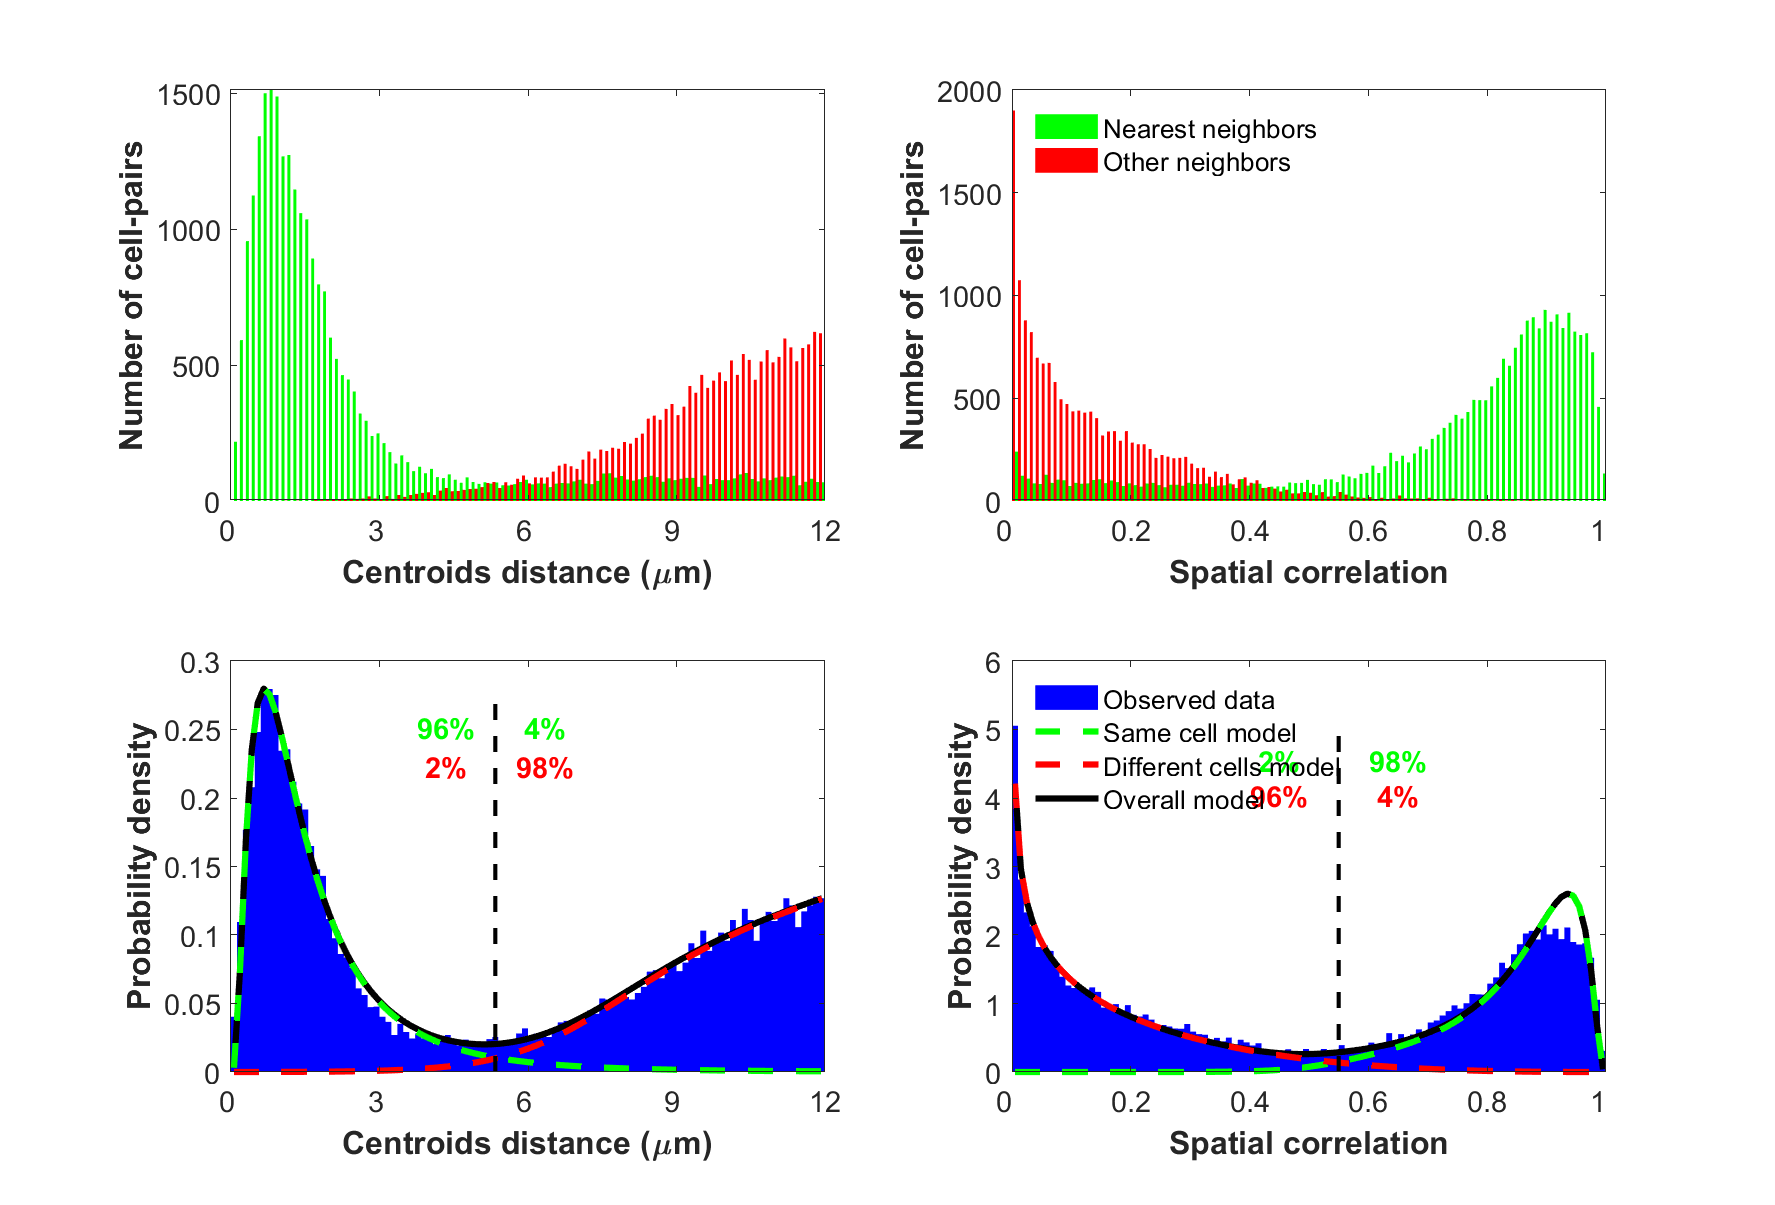 Number of cell-pairs
1500
1000
500
0
0 3 6 9 12
Centroids distance (μm)
Number of cell-pairs
2000
1500
1000
500
0
Nearest neighbors
Other neighbors
0 0.2 0.4 0.6 0.8 1
Spatial correlation
Probability density
0.3
0.25
0.2
0.15
0.1
0.05
0
96% 4%
2% 98%
0 3 6 9 12
Centroids distance (μm)
Probability density
6
5
4
3
2
1
0
Observed data
Same cell model
Different cells model
Overall model
2% 98%
96% 4%
0 0.2 0.4 0.6 0.8 1
Spatial correlation